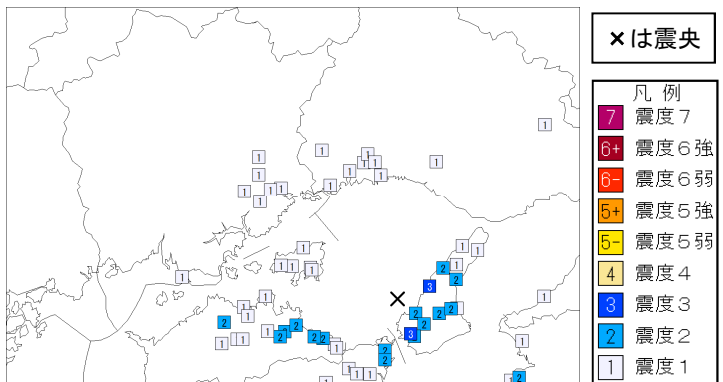 ×は震央
凡 例
7 震度7
6+ 震度6強
6- 震度6弱
5+ 震度5強
5- 震度5弱
4 震度4
3 震度3
2 震度2
1 震度1